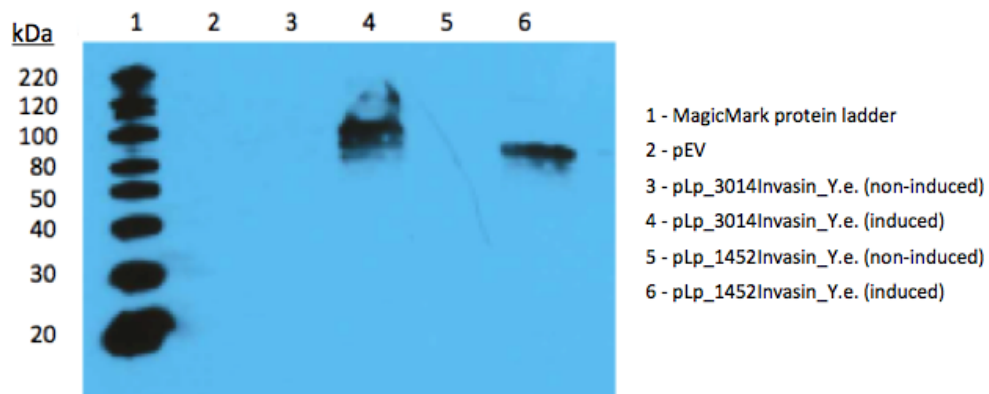 1 2 3 4 5 6
kDa
220
120
100
80
50
40
30
20
1 - MagicMark protein ladder
2 - pEV
3 - pLp_3014Invasin_Y.e. (non-induced)
4 - pLp_3014Invasin_Y.e. (induced)
5 - pLp_1452Invasin_Y.e. (non-induced)
6 - pLp_1452Invasin_Y.e. (induced)